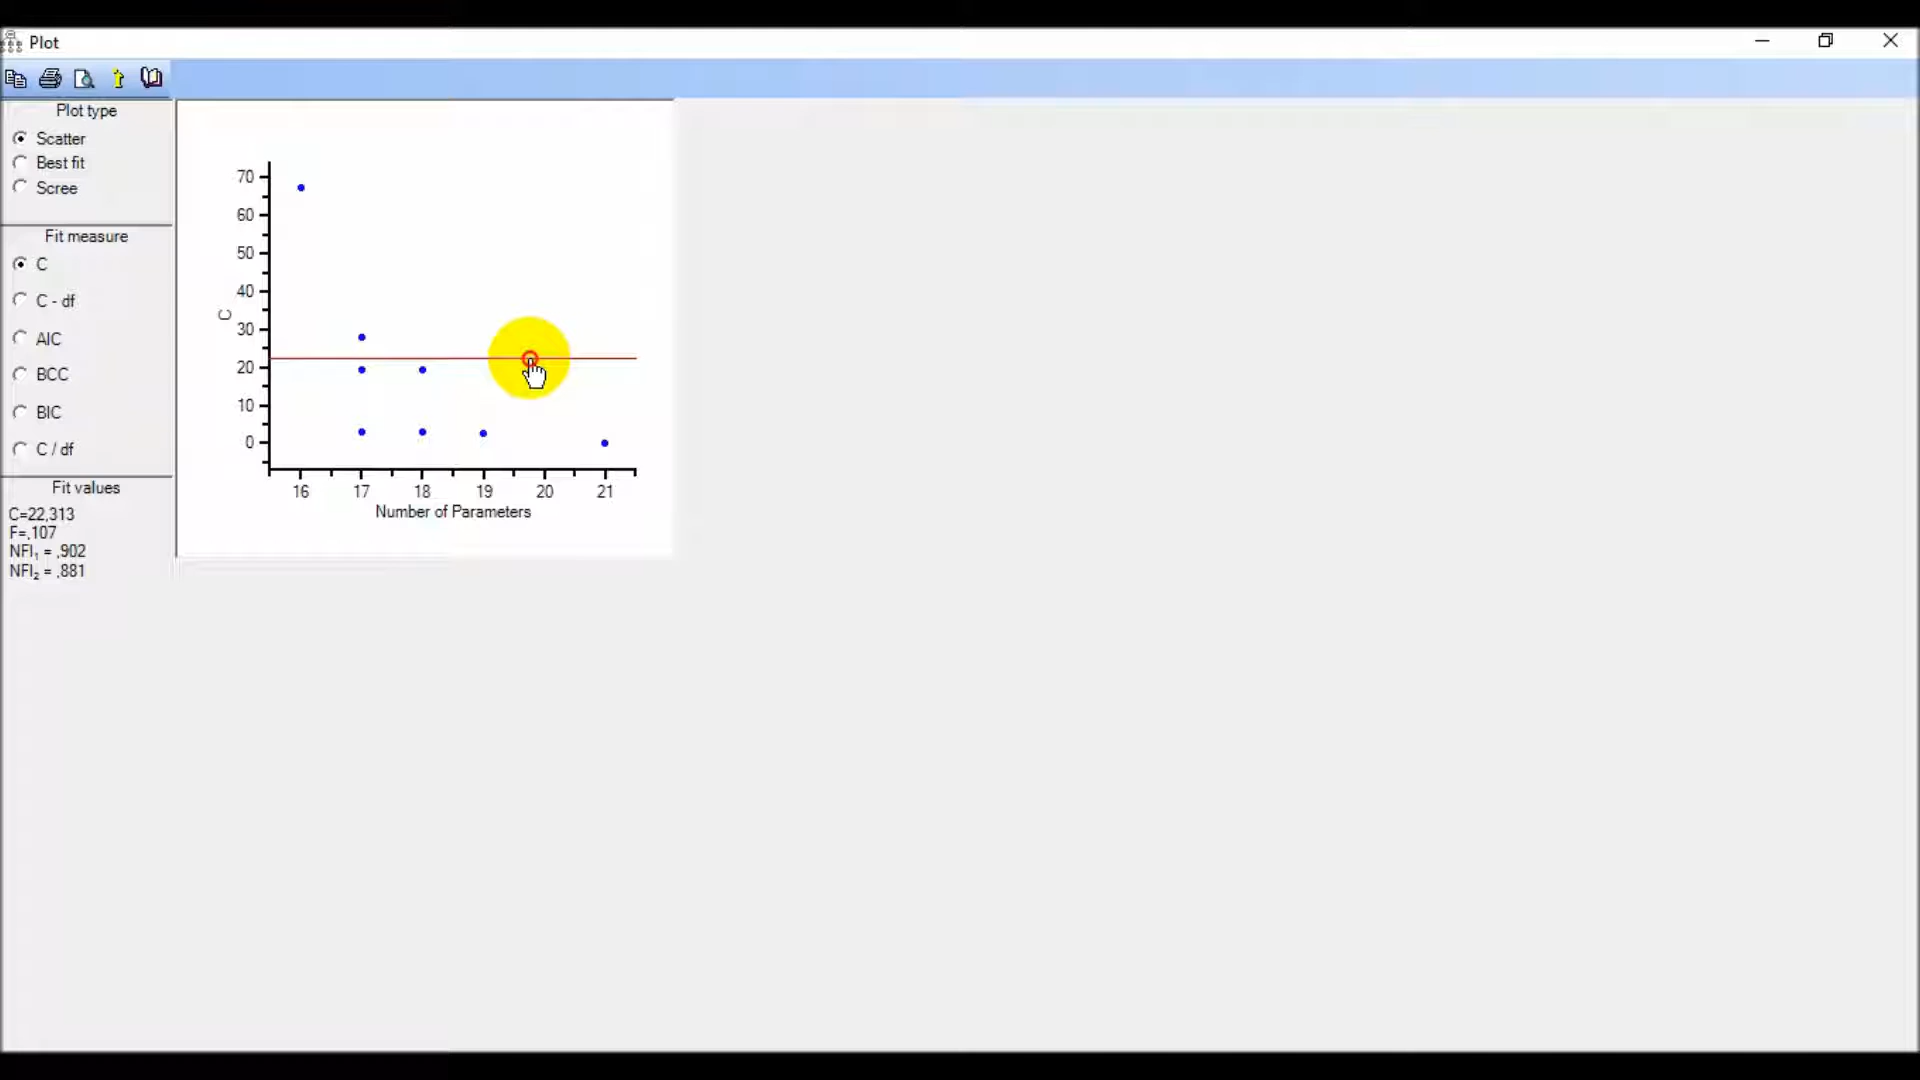 Plot
Plot type
Scatter
Best fit
Scree
Fit measure
C
C - df
AIC
BCC
BIC
C / df
Fit values
C=22,313
F=,107
NFI₁ = ,902
NFI₂ = ,881
70
60
50
40
30
20
10
0
C
16 17 18 19 20 21
Number of Parameters